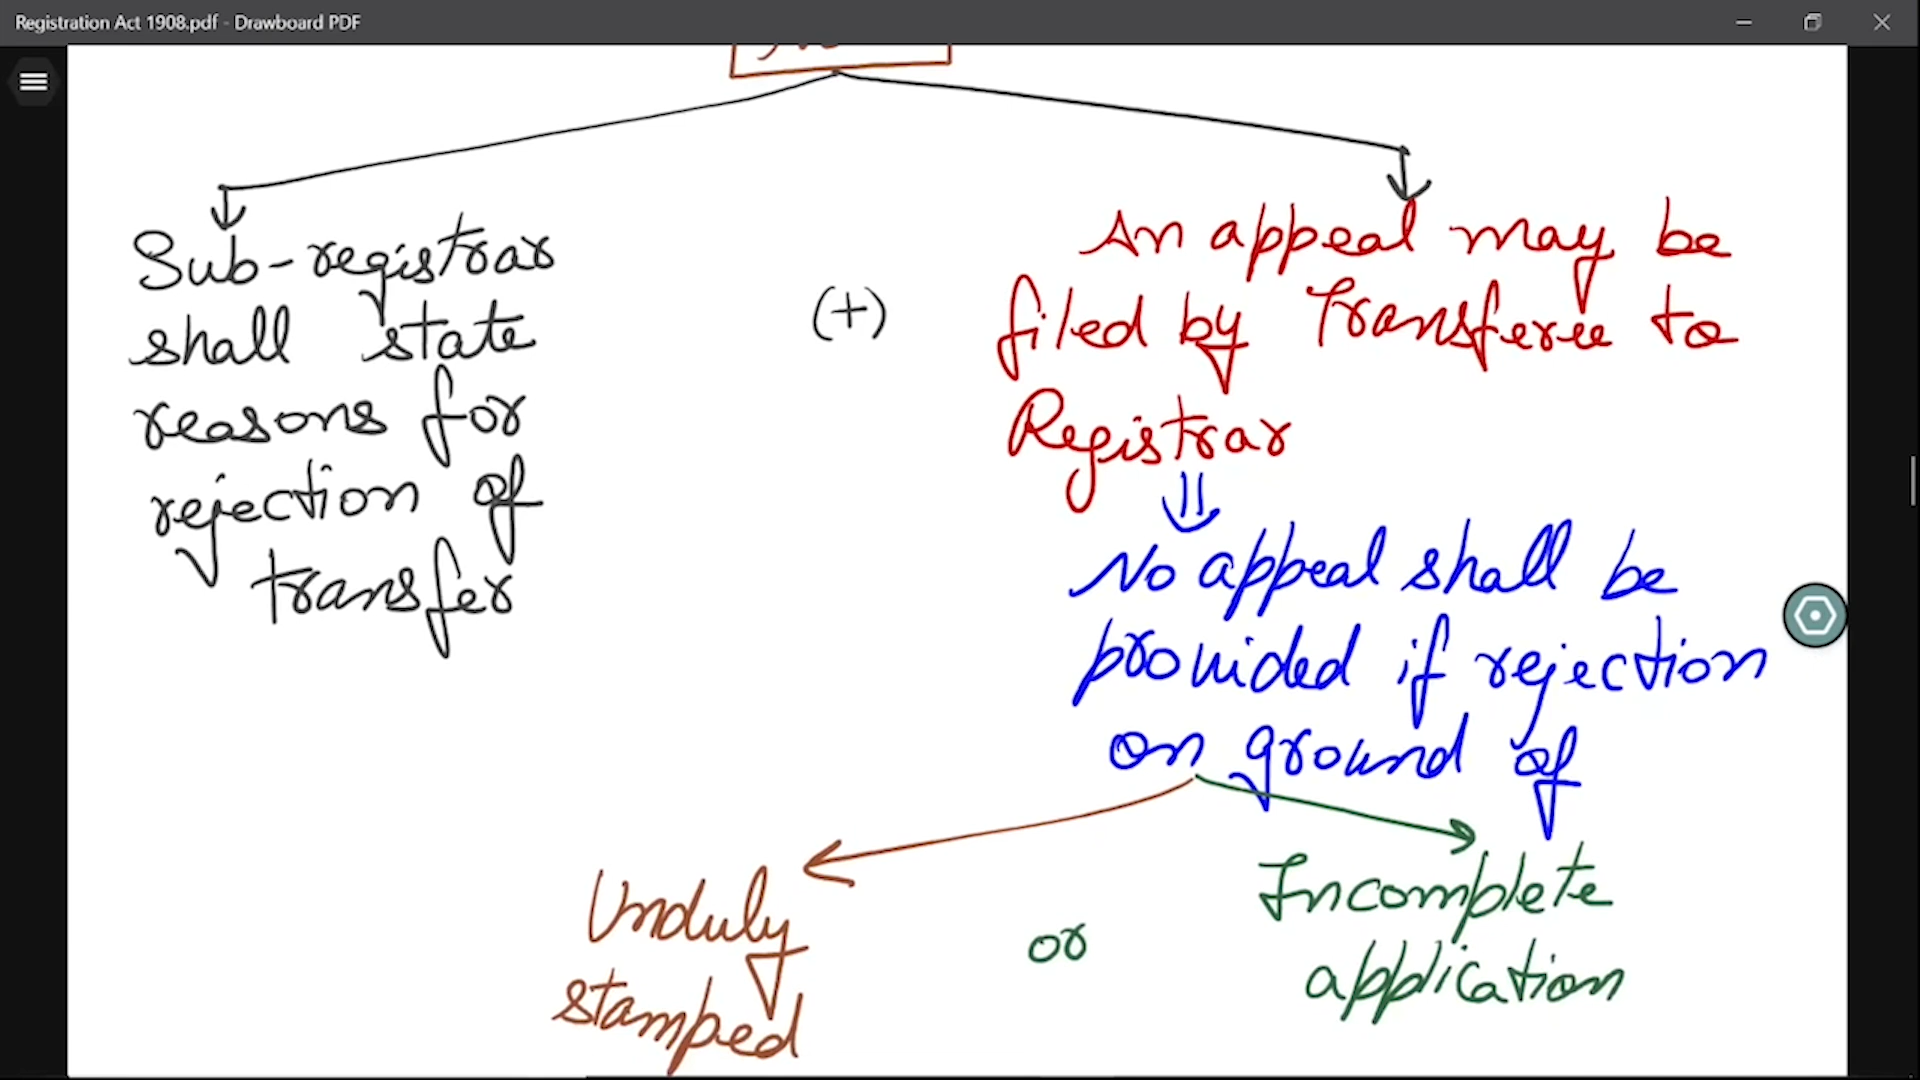 Registration Act 1908.pdf - Drawboard PDF
Sub-registrar
shall state
reasons for
rejection of
transfer
(+)
An appeal may be
filed by Transferee to
Registrar
No appeal shall be
provided if rejection
on ground of
Unduly
stamped
or
Incomplete
application